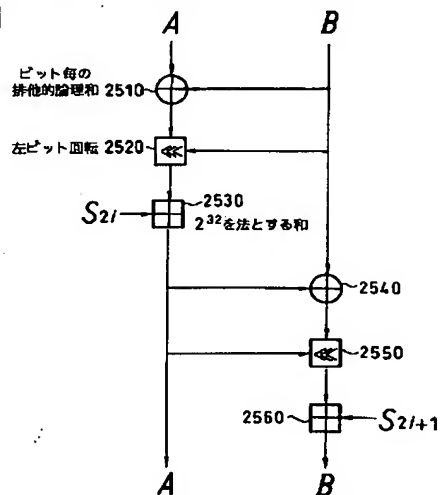 A B
ビット毎の
排他的論理和 2510
左ビット回転 2520
2530
S2i
2^32を法とする和
2540
2550
2560
S2i+1
A B